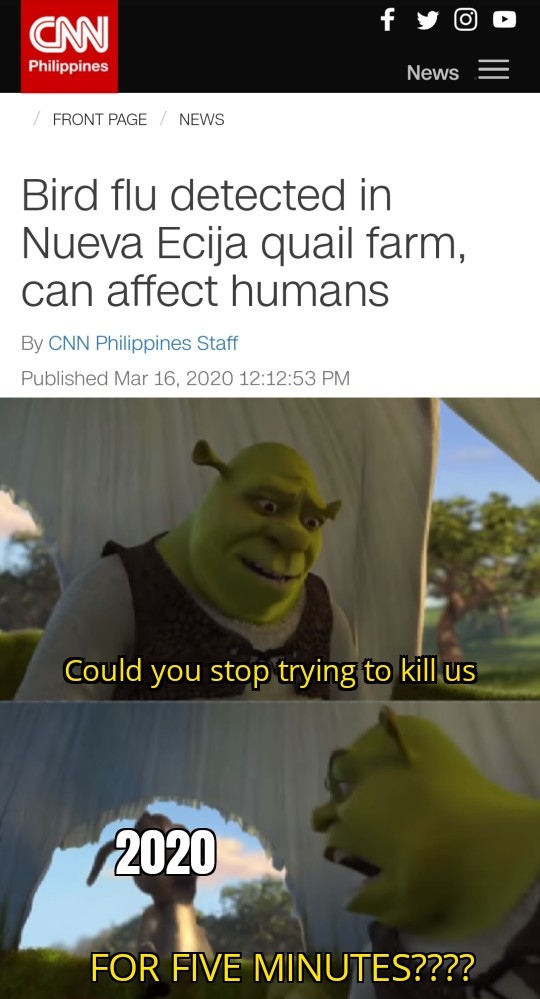 CNN
Philippines
News
/ FRONT PAGE / NEWS
Bird flu detected in
Nueva Ecija quail farm,
can affect humans
By CNN Philippines Staff
Published Mar 16, 2020 12:12:53 PM
Could you stop trying to kill us
2020
FOR FIVE MINUTES????